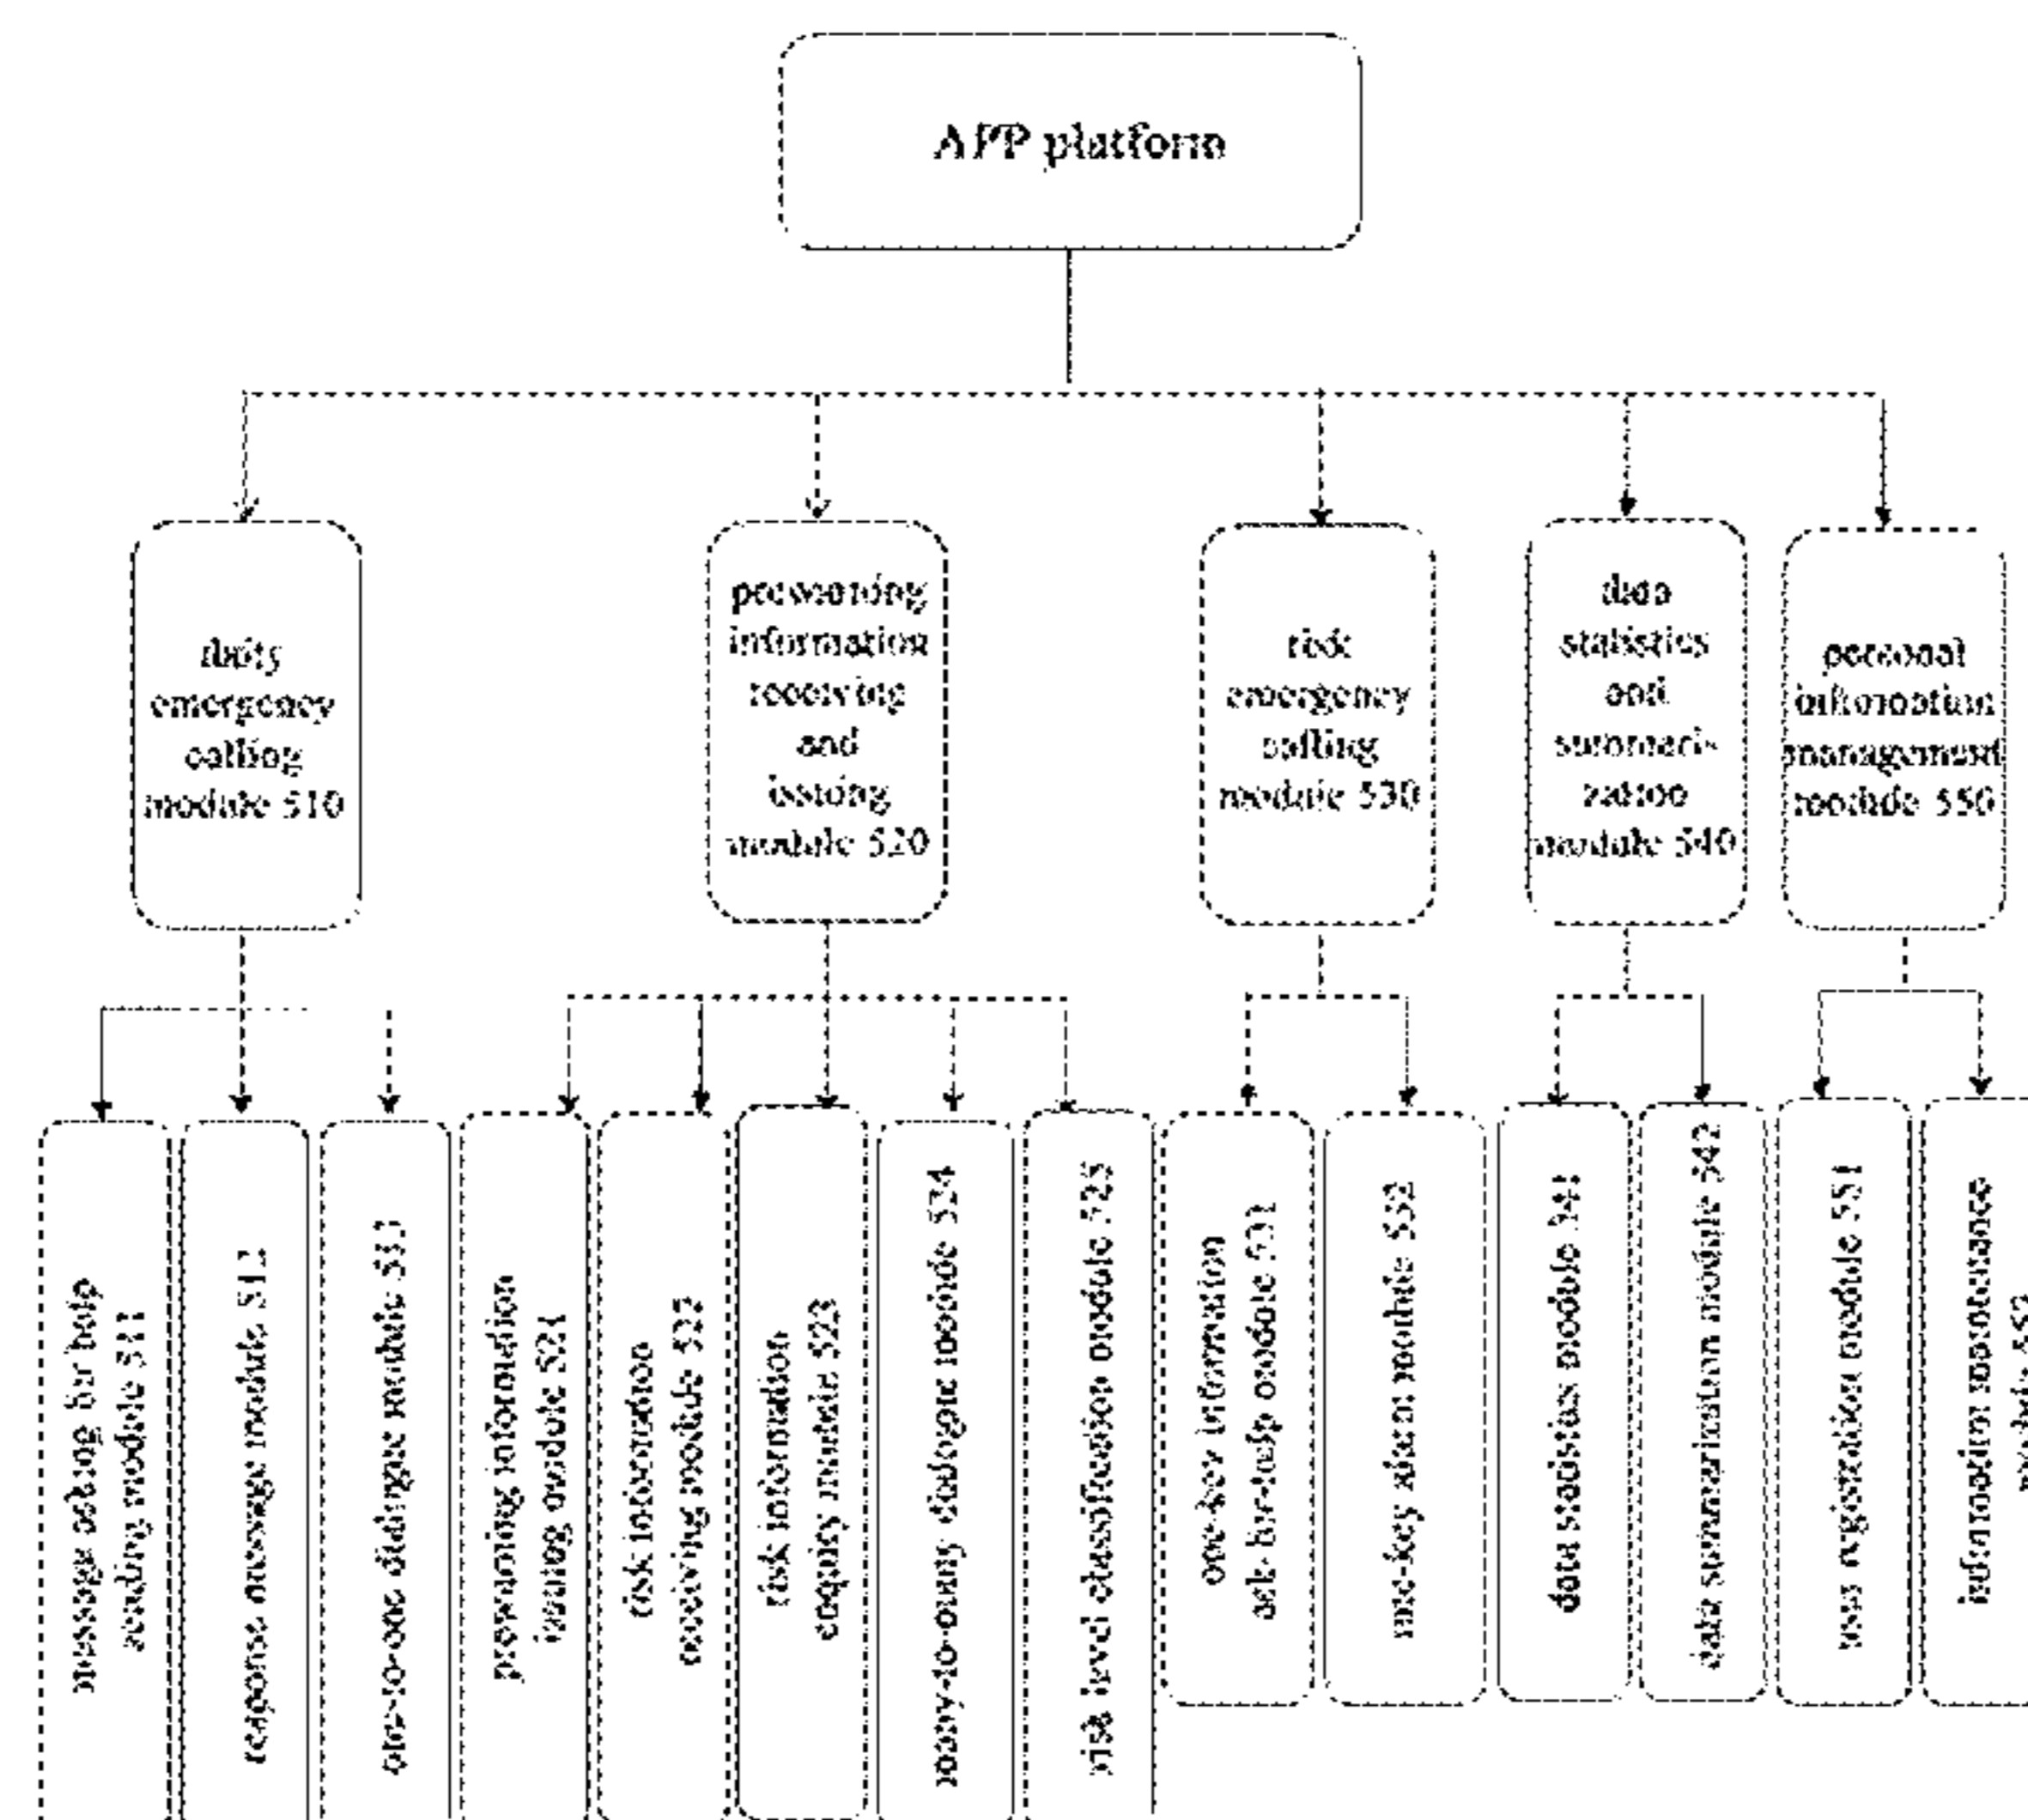 APP platform
daily
emergency
calling
module 510
prewarning
information
receiving
and
issuing
module 520
risk
emergency
calling
module 530
data
statistics
and
summari-
zation
module 540
personal
information
management
module 550
message asking for help
sending module 511
response message module 512
one-to-one dialogue module 513
prewarning information
issuing module 521
risk information
receiving module 522
risk information
enquiry module 523
many-to-many dialogue module 524
risk level classification module 525
one-key information
ask-for-help module 531
one-key alarm module 532
data statistics module 541
data summarization module 542
user registration module 551
information maintenance